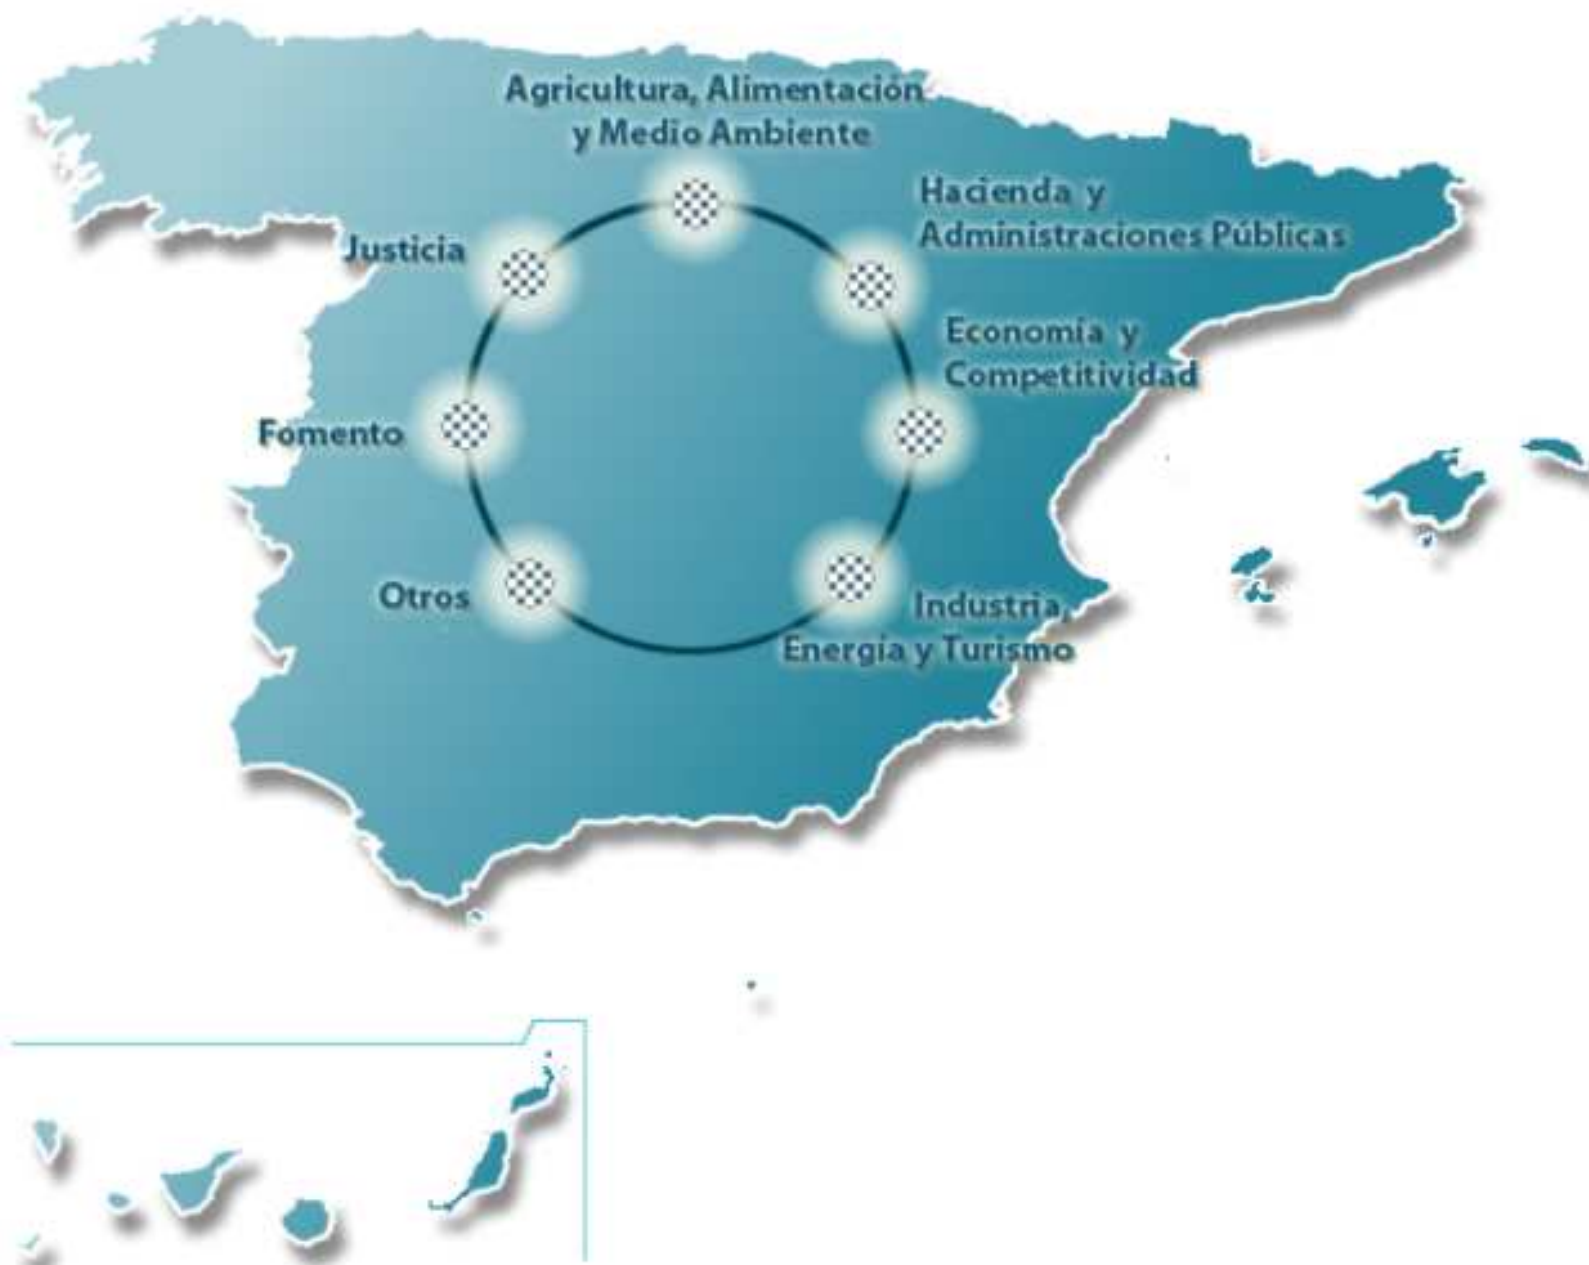 Agricultura, Alimentación
y Medio Ambiente
Hacienda y
Administraciones Públicas
Justicia
Economía y
Competitividad
Fomento
Otros
Industria,
Energía y Turismo